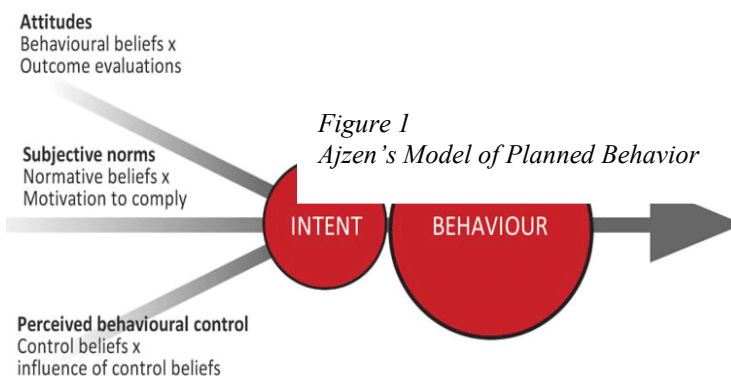 Attitudes
Behavioural beliefs x
Outcome evaluations
Figure 1
Ajzen's Model of Planned Behavior
Subjective norms
Normative beliefs x
Motivation to comply
INTENT
BEHAVIOUR
Perceived behavioural control
Control beliefs x
influence of control beliefs